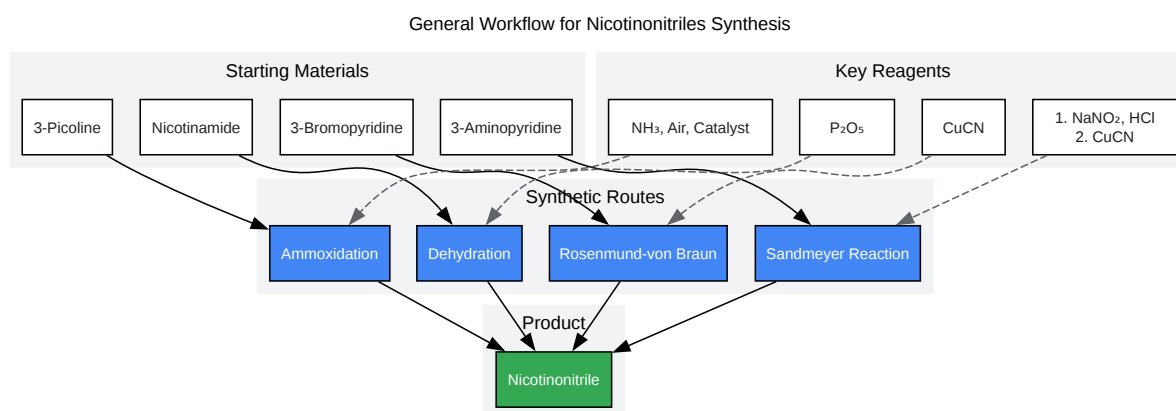 General Workflow for Nicotinonitriles Synthesis
Starting Materials
Key Reagents
3-Picoline
Nicotinamide
3-Bromopyridine
3-Aminopyridine
NH₃, Air, Catalyst
P₂O₅
CuCN
1. NaNO₂, HCl
2. CuCN
Synthetic Routes
Ammoxidation
Dehydration
Rosenmund-von Braun
Sandmeyer Reaction
Product
Nicotinonitrile